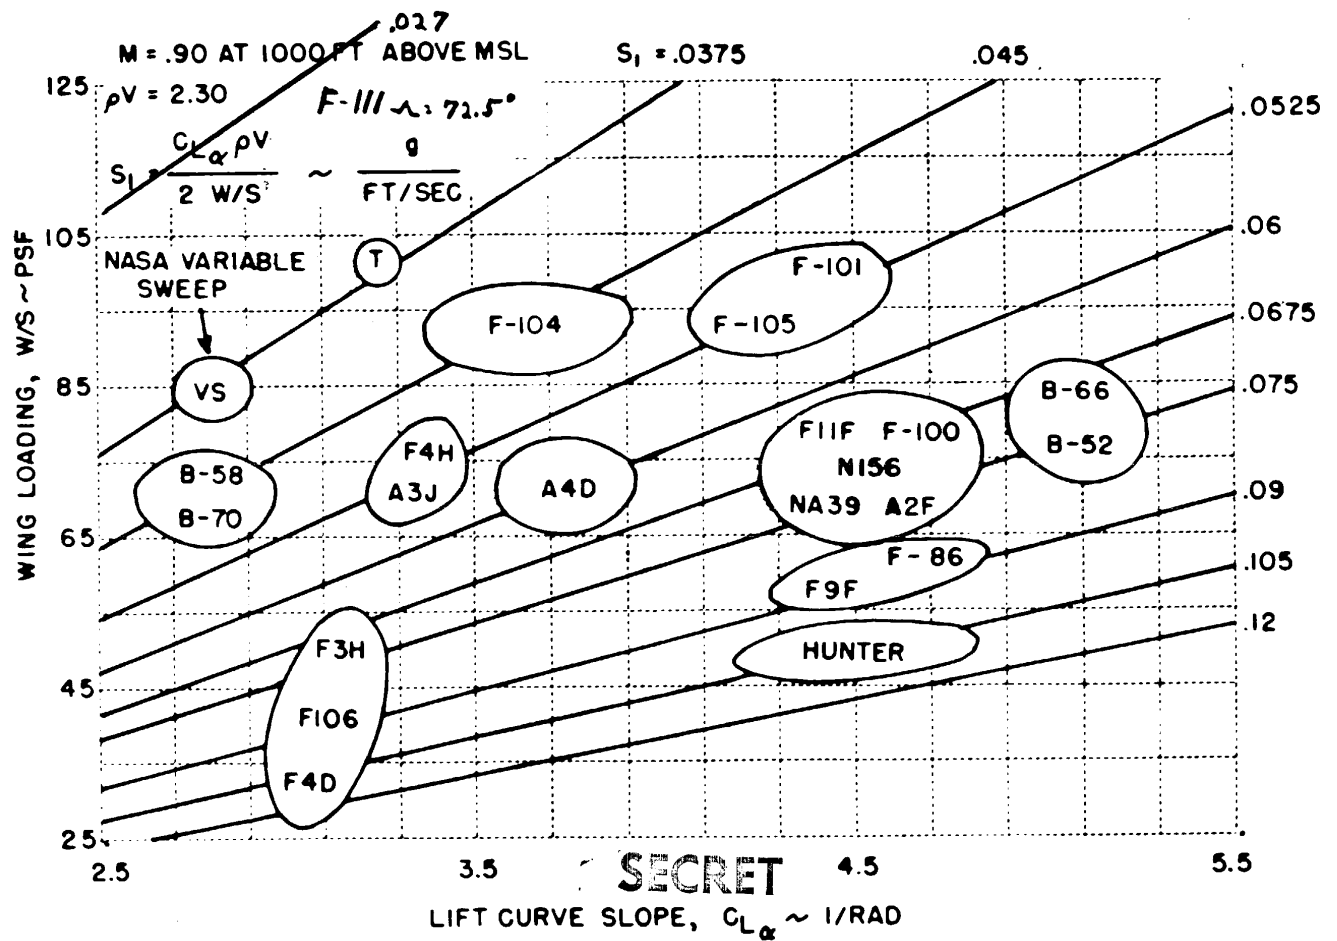 .027
M = .90 AT 1000 FT ABOVE MSL
S₁ = .0375
.045
125
ρV = 2.30
F-111 Λ = 72.5°
.0525
S₁ = C_Lα ρV / 2 W/S ~ g / FT/SEC
.06
105
NASA VARIABLE
SWEEP
T
F-101
F-104
F-105
.0675
VS
85
B-66
.075
F11F F-100
B-52
F4H
N156
B-58
A3J
A4D
NA39 A2F
.09
B-70
65
F-86
.105
F9F
.12
F3H
HUNTER
45
F106
F4D
25
2.5
3.5
4.5
5.5
SECRET
WING LOADING, W/S ~ PSF
LIFT CURVE SLOPE, C_Lα ~ 1/RAD